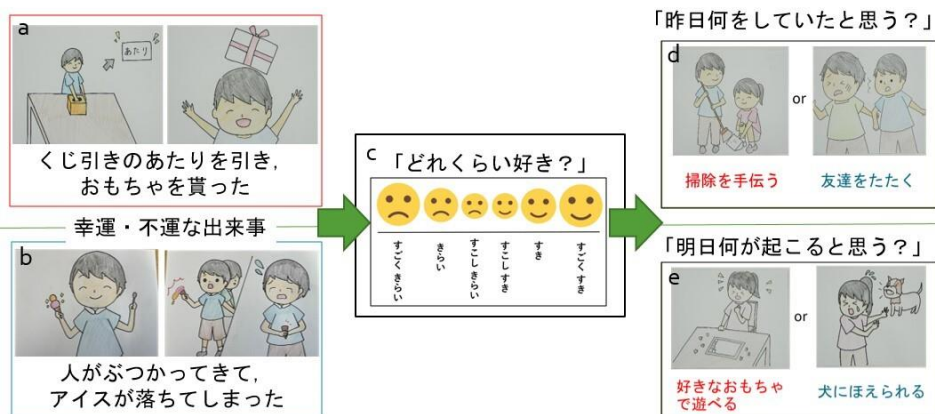 a
あたり
くじ引きのあたりを引き,
おもちゃを貰った
幸運・不運な出来事
b
人がぶつかってきて,
アイスが落ちてしまった
c
「どれくらい好き？」
すごくきらい
きらい
すこしきらい
すこしすき
すき
すごくすき
「昨日何をしていたと思う？」
d
or
掃除を手伝う
友達をたたく
「明日何が起こると思う？」
e
or
好きなおもちゃ
で遊べる
犬にほえられる